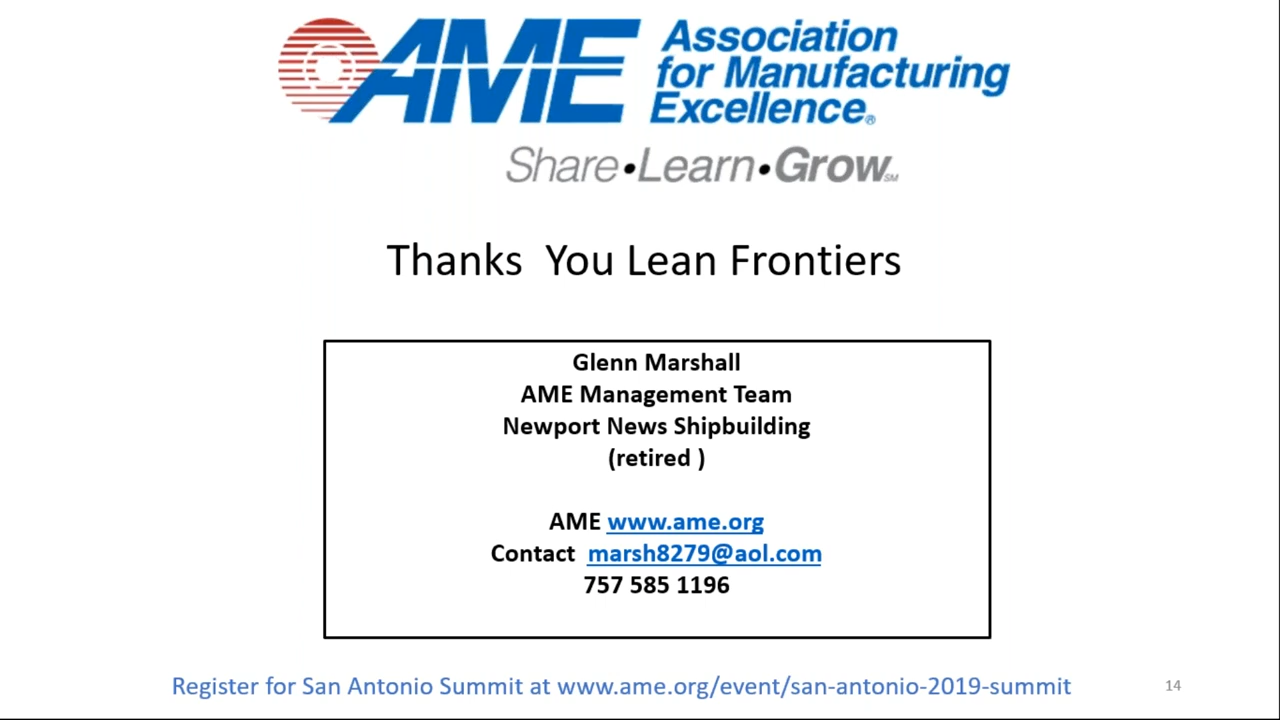 AME
Association
for Manufacturing
Excellence®
Share•Learn•Grow℠
Thanks  You Lean Frontiers
Glenn Marshall
AME Management Team
Newport News Shipbuilding
(retired )
AME www.ame.org
Contact  marsh8279@aol.com
757 585 1196
Register for San Antonio Summit at www.ame.org/event/san-antonio-2019-summit
14